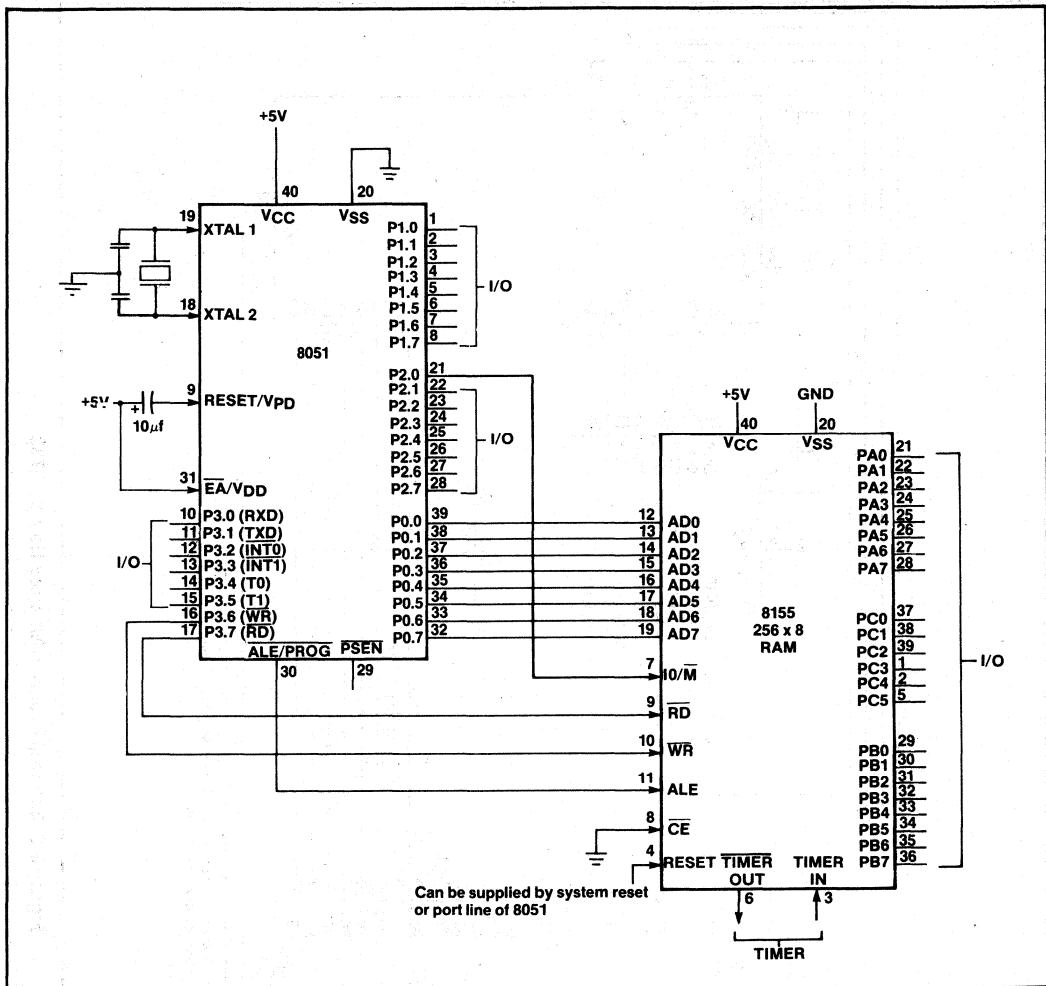 +5V
40
20
VCC
VSS
19
XTAL 1
18
XTAL 2
8051
+5V
+
10µf
9
RESET/VPD
31
EA/VDD
I/O
10 P3.0 (RXD)
11 P3.1 (TXD)
12 P3.2 (INT0)
13 P3.3 (INT1)
14 P3.4 (T0)
15 P3.5 (T1)
16 P3.6 (WR)
17 P3.7 (RD)
ALE/PROG
PSEN
30
29
P1.0 1
P1.1 2
P1.2 3
P1.3 4
P1.4 5
P1.5 6
P1.6 7
P1.7 8
I/O
P2.0 21
P2.1 22
P2.2 23
P2.3 24
P2.4 25
P2.5 26
P2.6 27
P2.7 28
I/O
P0.0 39
P0.1 38
P0.2 37
P0.3 36
P0.4 35
P0.5 34
P0.6 33
P0.7 32
+5V
GND
40
20
VCC
VSS
12 AD0
13 AD1
14 AD2
15 AD3
16 AD4
17 AD5
18 AD6
19 AD7
7 I0/M
9 RD
10 WR
11 ALE
8 CE
4 RESET
8155
256 x 8
RAM
PA0 21
PA1 22
PA2 23
PA3 24
PA4 25
PA5 26
PA6 27
PA7 28
PC0 37
PC1 38
PC2 39
PC3 1
PC4 2
PC5 5
PB0 29
PB1 30
PB2 31
PB3 32
PB4 33
PB5 34
PB6 35
PB7 36
I/O
TIMER
OUT
TIMER
IN
6
3
TIMER
Can be supplied by system reset
or port line of 8051